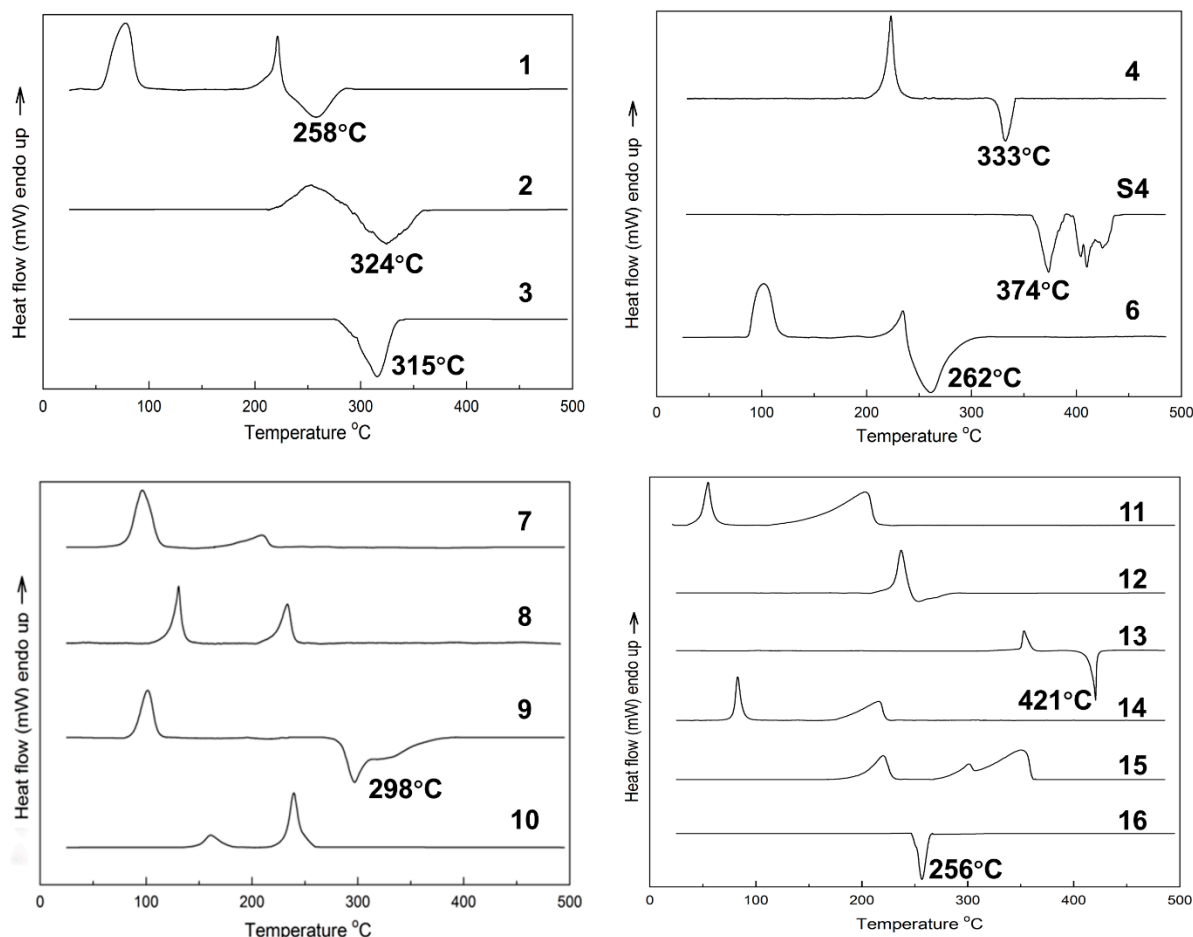 Heat flow (mW) endo up →
1
258°C
2
324°C
3
315°C
0 100 200 300 400 500
Temperature °C
Heat flow (mW) endo up →
4
333°C
S4
374°C
6
262°C
0 100 200 300 400 500
Temperature °C
Heat flow (mW) endo up →
7
8
9
298°C
10
0 100 200 300 400 500
Temperature °C
Heat flow (mW) endo up →
11
12
13
421°C
14
15
16
256°C
0 100 200 300 400 500
Temperature °C